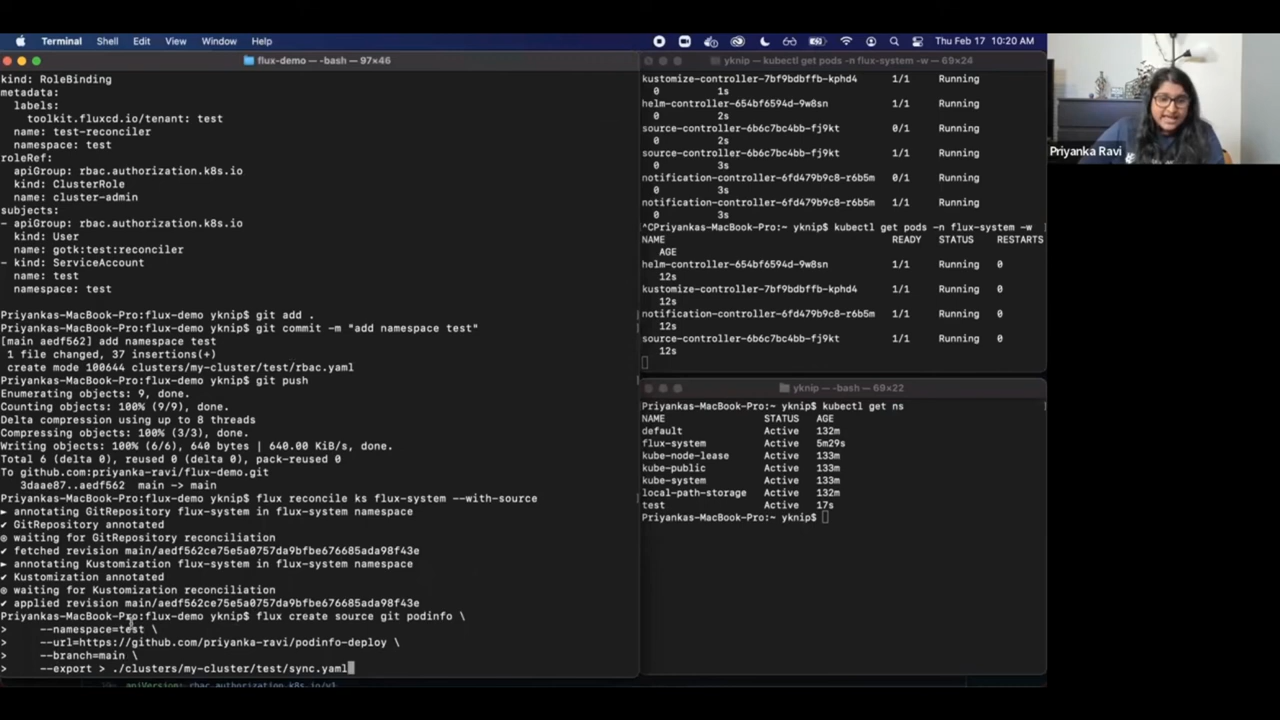 Terminal Shell Edit View Window Help Thu Feb 17 10:20 AM
flux-demo — -bash — 97×46
kind: RoleBinding
metadata:
  labels:
    toolkit.fluxcd.io/tenant: test
  name: test-reconciler
  namespace: test
roleRef:
  apiGroup: rbac.authorization.k8s.io
  kind: ClusterRole
  name: cluster-admin
subjects:
- apiGroup: rbac.authorization.k8s.io
  kind: User
  name: gotk:test:reconciler
- kind: ServiceAccount
  name: test
  namespace: test
Priyankas-MacBook-Pro:flux-demo yknip$ git add .
Priyankas-MacBook-Pro:flux-demo yknip$ git commit -m "add namespace test"
[main aedf562] add namespace test
 1 file changed, 37 insertions(+)
 create mode 100644 clusters/my-cluster/test/rbac.yaml
Priyankas-MacBook-Pro:flux-demo yknip$ git push
Enumerating objects: 9, done.
Counting objects: 100% (9/9), done.
Delta compression using up to 8 threads
Compressing objects: 100% (3/3), done.
Writing objects: 100% (6/6), 640 bytes | 640.00 KiB/s, done.
Total 6 (delta 0), reused 0 (delta 0), pack-reused 0
To github.com:priyanka-ravi/flux-demo.git
   3daae87..aedf562  main -> main
Priyankas-MacBook-Pro:flux-demo yknip$ flux reconcile ks flux-system --with-source
► annotating GitRepository flux-system in flux-system namespace
✔ GitRepository annotated
◎ waiting for GitRepository reconciliation
✔ fetched revision main/aedf562ce75e5a0757da9bfbe676685ada98f43e
► annotating Kustomization flux-system in flux-system namespace
✔ Kustomization annotated
◎ waiting for Kustomization reconciliation
✔ applied revision main/aedf562ce75e5a0757da9bfbe676685ada98f43e
Priyankas-MacBook-Pro:flux-demo yknip$ flux create source git podinfo \
>     --namespace=test \
>     --url=https://github.com/priyanka-ravi/podinfo-deploy \
>     --branch=main \
>     --export > ./clusters/my-cluster/test/sync.yaml
apiVersion: rbac.authorization.k8s.io/v1
yknip — kubectl get pods -n flux-system -w — 69×24
kustomize-controller-7bf9bdbffb-kphd4 1/1 Running
0 1s
helm-controller-654bf6594d-9w8sn 1/1 Running
0 2s
source-controller-6b6c7bc4bb-fj9kt 0/1 Running
0 2s
source-controller-6b6c7bc4bb-fj9kt 1/1 Running
0 3s
notification-controller-6fd479b9c8-r6b5m 0/1 Running
0 3s
notification-controller-6fd479b9c8-r6b5m 1/1 Running
0 3s
^CPriyankas-MacBook-Pro:~ yknip$ kubectl get pods -n flux-system -w
NAME READY STATUS RESTARTS
AGE
helm-controller-654bf6594d-9w8sn 1/1 Running 0
12s
kustomize-controller-7bf9bdbffb-kphd4 1/1 Running 0
12s
notification-controller-6fd479b9c8-r6b5m 1/1 Running 0
12s
source-controller-6b6c7bc4bb-fj9kt 1/1 Running 0
12s
yknip — -bash — 69×22
Priyankas-MacBook-Pro:~ yknip$ kubectl get ns
NAME STATUS AGE
default Active 132m
flux-system Active 5m29s
kube-node-lease Active 133m
kube-public Active 133m
kube-system Active 133m
local-path-storage Active 132m
test Active 17s
Priyankas-MacBook-Pro:~ yknip$
Priyanka Ravi